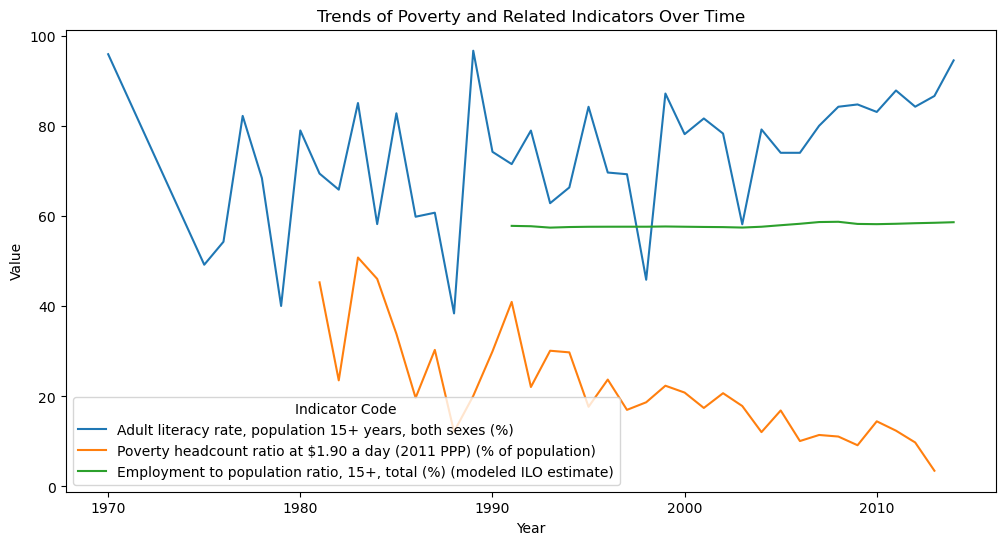 Trends of Poverty and Related Indicators Over Time
100
80
60
40
20
0
Value
Indicator Code
Adult literacy rate, population 15+ years, both sexes (%)
Poverty headcount ratio at $1.90 a day (2011 PPP) (% of population)
Employment to population ratio, 15+, total (%) (modeled ILO estimate)
1970
1980
1990
2000
2010
Year